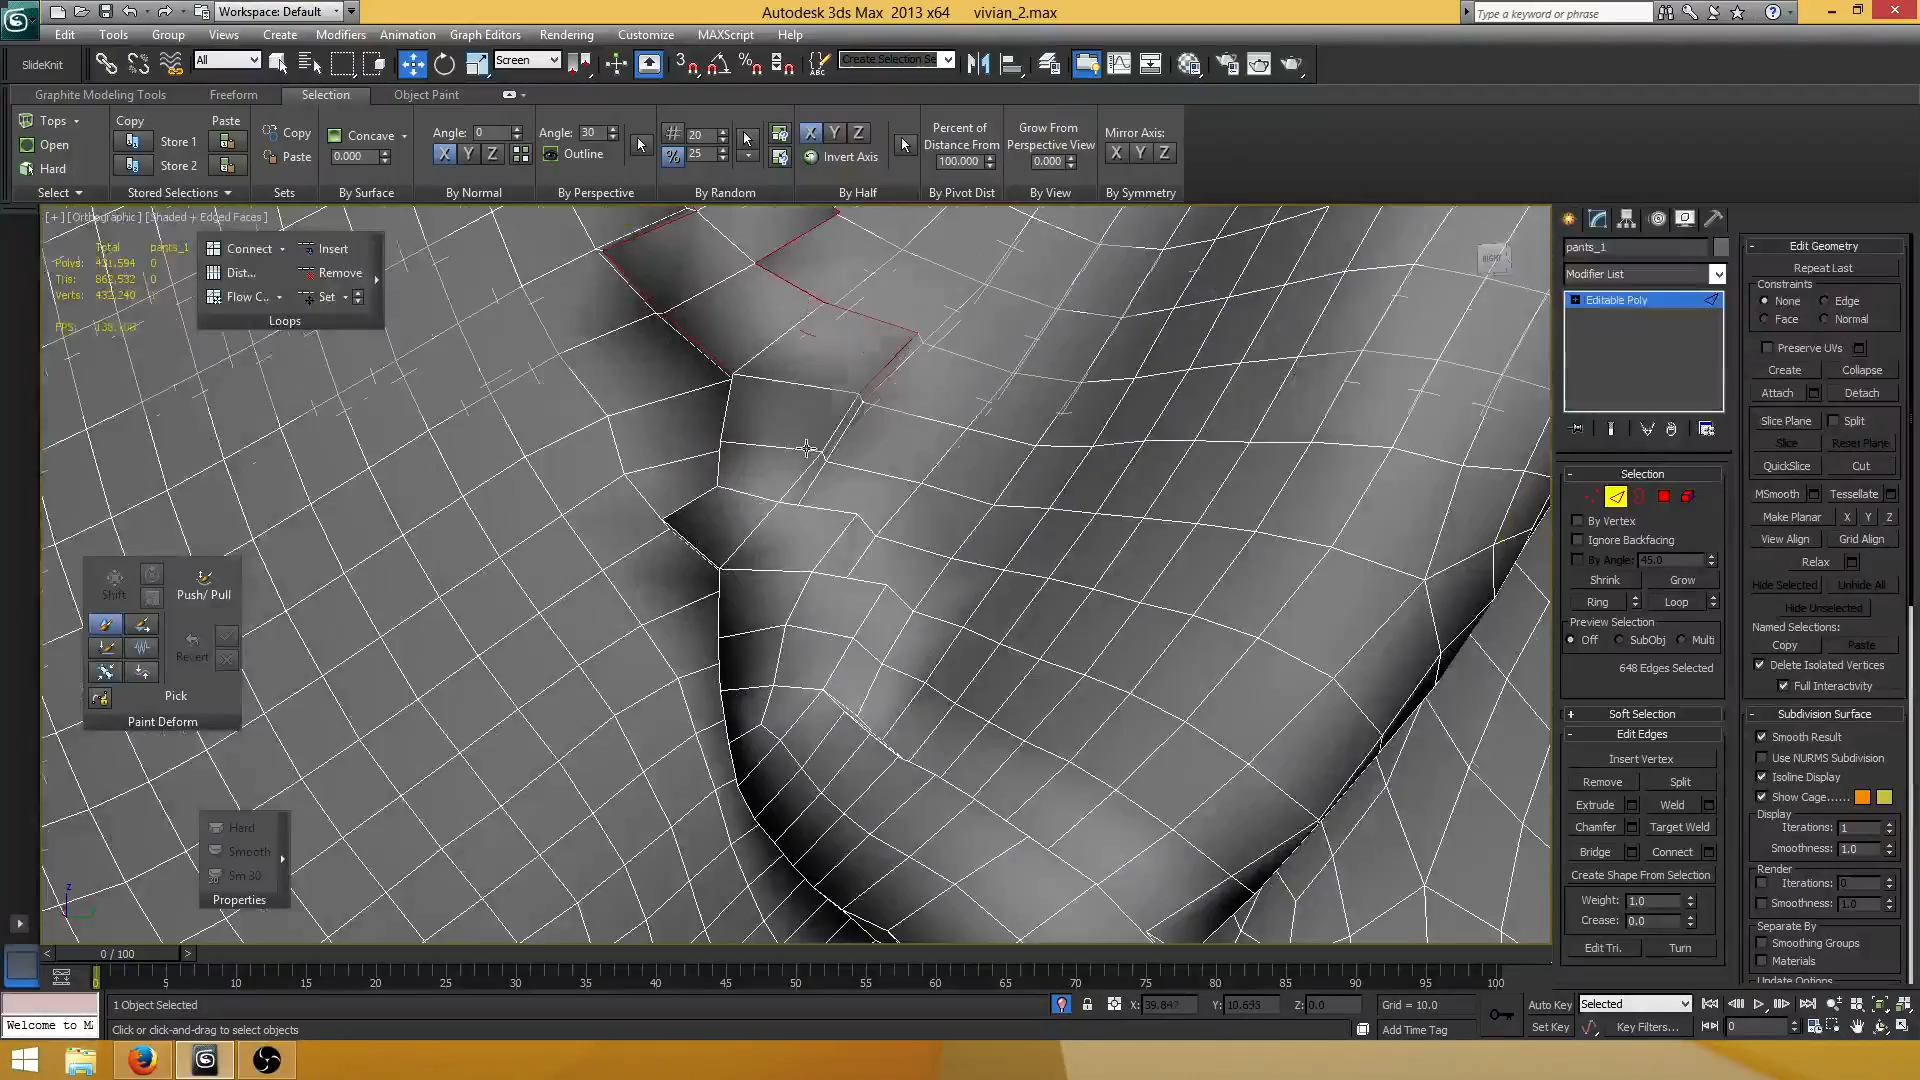 Workspace: Default
Autodesk 3ds Max 2013 x64 vivian_2.max
Type a keyword or phrase
Edit Tools Group Views Create Modifiers Animation Graph Editors Rendering Customize MAXScript Help
SlideKnit All Screen Create Selection Se
Graphite Modeling Tools Freeform Selection Object Paint
Tops Copy Paste
Open Store 1
Hard Store 2
Select Stored Selections
Copy
Paste
Sets
Concave
0.000
By Surface
Angle: 0
X Y Z
By Normal
Angle: 30
Outline
By Perspective
# 20
% 25
By Random
X Y Z
Invert Axis
By Half
Percent of
Distance From
100.000
By Pivot Dist
Grow From
Perspective View
0.000
By View
Mirror Axis:
X Y Z
By Symmetry
[+] [Orthographic] [Shaded + Edged Faces]
Total pants_1
Polys: 431,594 0
Tris: 862,532 0
Verts: 432,240
FPS:
Connect Insert
Dist... Remove
Flow C.. Set
Loops
RIGHT
Shift Push/ Pull
Revert
Pick
Paint Deform
Hard
Smooth
Sm 30
Properties
z
pants_1
Modifier List
Editable Poly
Selection
By Vertex
Ignore Backfacing
By Angle: 45.0
Shrink Grow
Ring Loop
Preview Selection
Off SubObj Multi
648 Edges Selected
Soft Selection
Edit Edges
Insert Vertex
Remove Split
Extrude Weld
Chamfer Target Weld
Bridge Connect
Create Shape From Selection
Weight: 1.0
Crease: 0.0
Edit Tri. Turn
Edit Geometry
Repeat Last
Constraints
None Edge
Face Normal
Preserve UVs
Create Collapse
Attach Detach
Slice Plane Split
Slice Reset Plane
QuickSlice Cut
MSmooth Tessellate
Make Planar X Y Z
View Align Grid Align
Relax
Hide Selected Unhide All
Hide Unselected
Named Selections:
Copy Paste
Delete Isolated Vertices
Full Interactivity
Subdivision Surface
Smooth Result
Use NURMS Subdivision
Isoline Display
Show Cage......
Display
Iterations: 1
Smoothness: 1.0
Render
Iterations: 0
Smoothness: 1.0
Separate By
Smoothing Groups
Materials
Update Options
0 / 100
0 5 10 15 20 25 30 35 40 45 50 55 60 65 70 75 80 85 90 95 100
1 Object Selected X: 39.847 Y: 10.693 Z: 0.0 Grid = 10.0 Auto Key Selected
Welcome to M Click or click-and-drag to select objects Add Time Tag Set Key Key Filters... 0